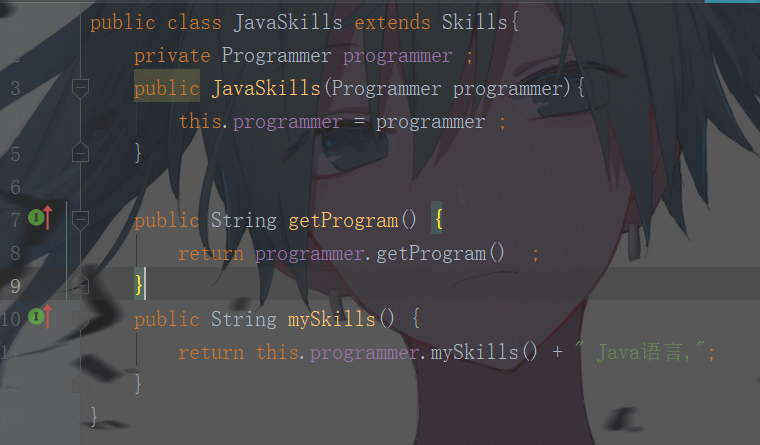 public class JavaSkills extends Skills{
2 private Programmer programmer ;
3 public JavaSkills(Programmer programmer){
this.programmer = programmer ;
5 }
6
7 public String getProgram() {
8 return programmer.getProgram() ;
9 }
10 public String mySkills() {
return this.programmer.mySkills() + " Java语言,";
}
}